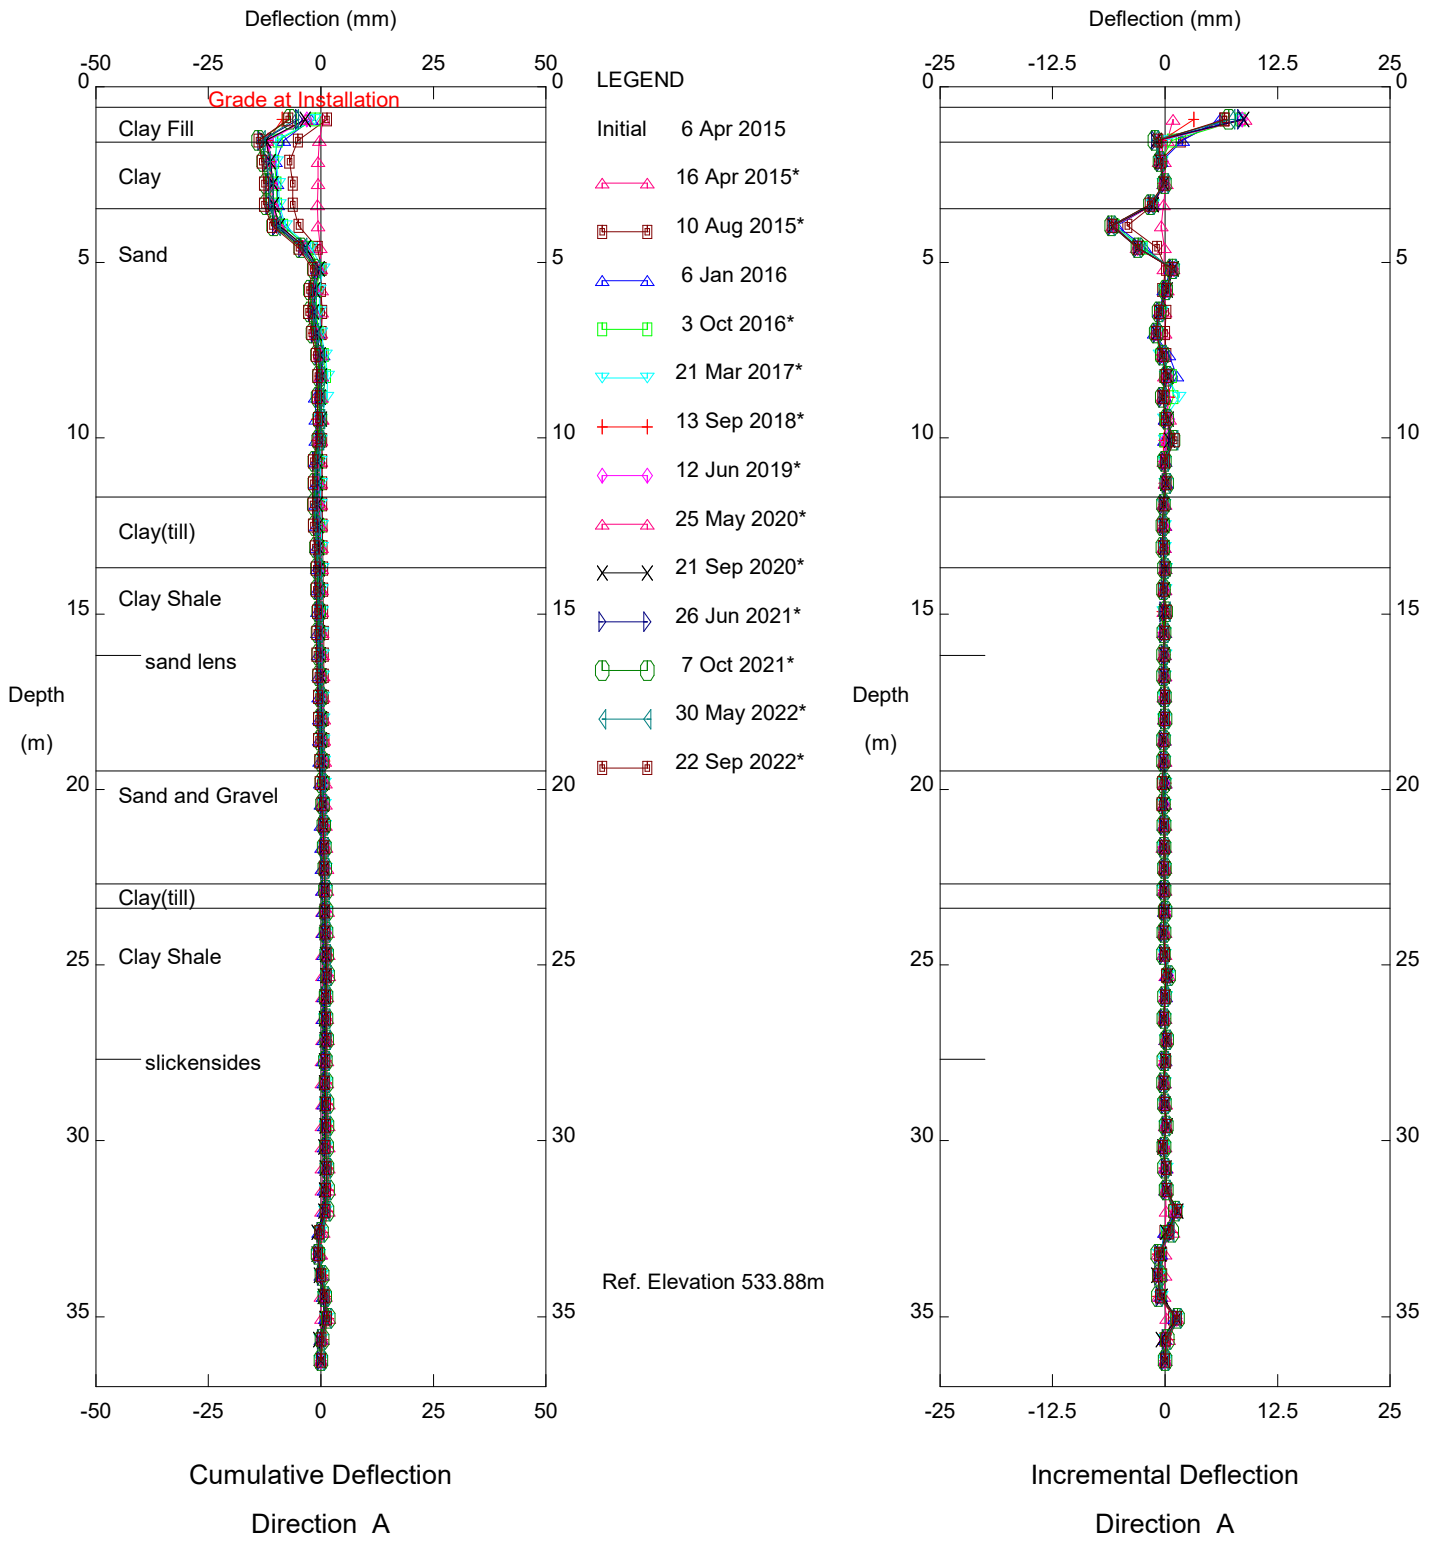 Deflection (mm)
-50 -25 0 25 50
0 0
Grade at Installation
Clay Fill
Clay
Sand
5 5
10 10
Clay(till)
Clay Shale
15 15
sand lens
Depth
(m)
Sand and Gravel
20 20
Clay(till)
Clay Shale
25 25
slickensides
30 30
35 35
-50 -25 0 25 50
Cumulative Deflection
Direction A
LEGEND
Initial 6 Apr 2015
16 Apr 2015*
10 Aug 2015*
6 Jan 2016
3 Oct 2016*
21 Mar 2017*
13 Sep 2018*
12 Jun 2019*
25 May 2020*
21 Sep 2020*
26 Jun 2021*
7 Oct 2021*
30 May 2022*
22 Sep 2022*
Ref. Elevation 533.88m
Deflection (mm)
-25 -12.5 0 12.5 25
0 0
5 5
10 10
15 15
Depth
(m)
20 20
25 25
30 30
35 35
-25 -12.5 0 12.5 25
Incremental Deflection
Direction A